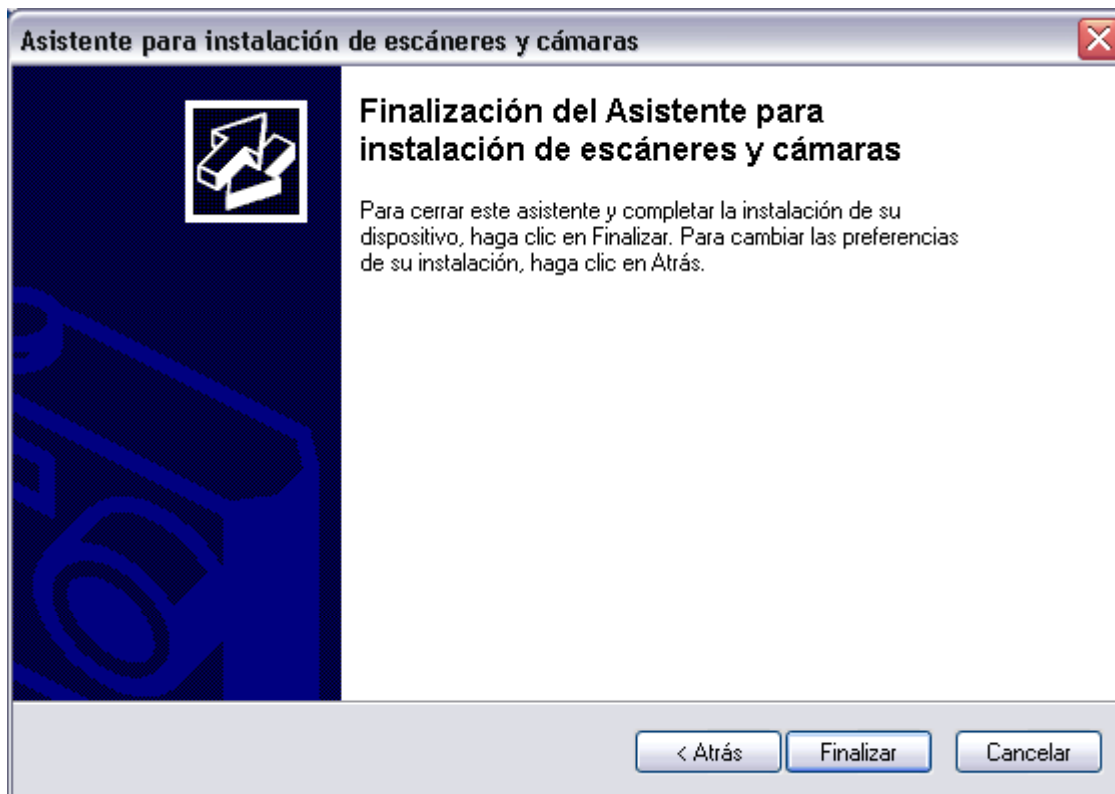 Asistente para instalación de escáneres y cámaras
Finalización del Asistente para
instalación de escáneres y cámaras
Para cerrar este asistente y completar la instalación de su
dispositivo, haga clic en Finalizar. Para cambiar las preferencias
de su instalación, haga clic en Atrás.
< Atrás
Finalizar
Cancelar